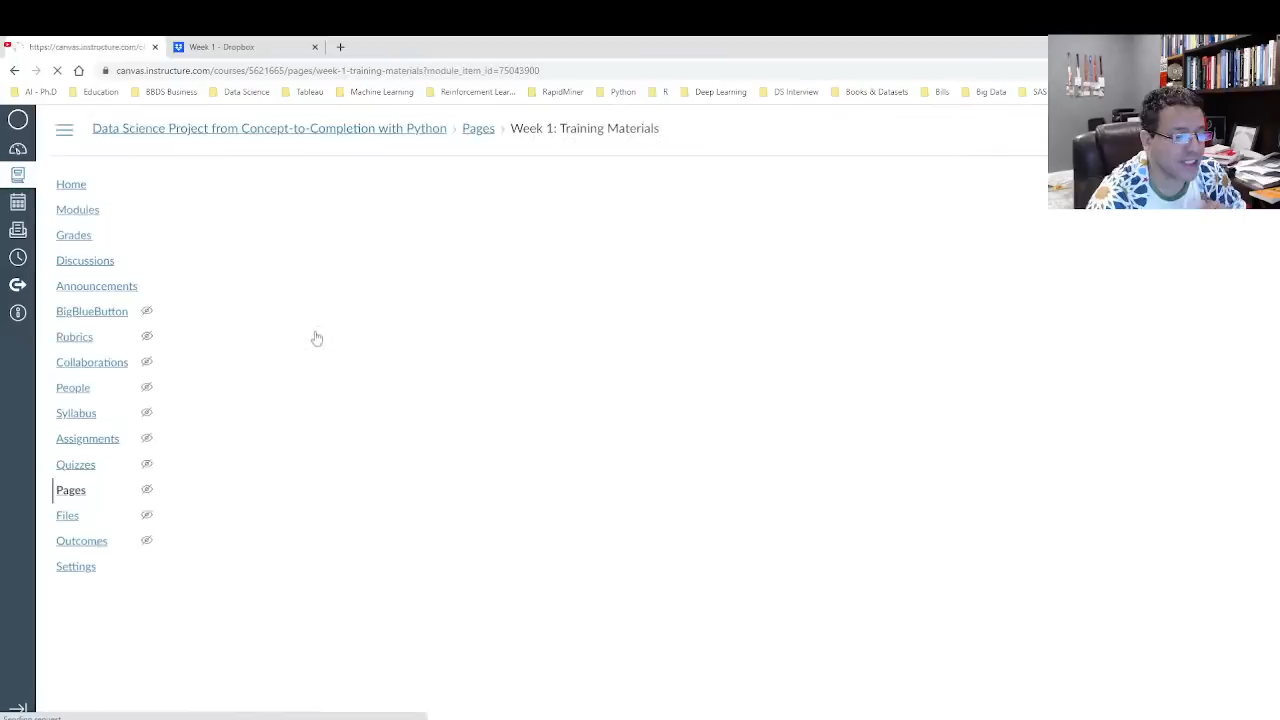 https://canvas.instructure.com/c
Week 1 - Dropbox
canvas.instructure.com/courses/5621665/pages/week-1-training-materials?module_item_id=75043900
AI - Ph.D
Education
BBDS Business
Data Science
Tableau
Machine Learning
Reinforcement Lear...
RapidMiner
Python
R
Deep Learning
DS Interview
Books & Datasets
Bills
Big Data
SAS
Data Science Project from Concept-to-Completion with Python › Pages › Week 1: Training Materials
Home
Modules
Grades
Discussions
Announcements
BigBlueButton
Rubrics
Collaborations
People
Syllabus
Assignments
Quizzes
Pages
Files
Outcomes
Settings